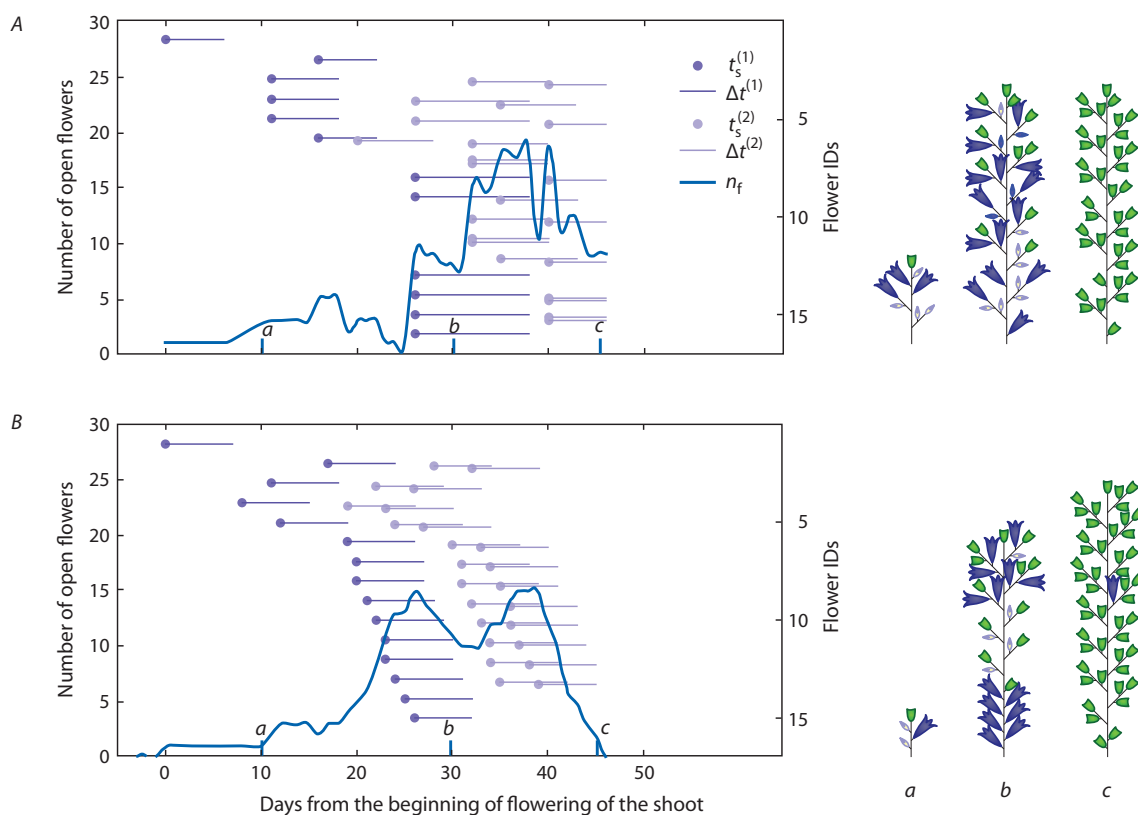 A
Number of open flowers
30
25
20
15
10
5
0
a
b
c
t_s^(1)
Δt^(1)
t_s^(2)
Δt^(2)
n_f
5
10
15
Flower IDs
B
Number of open flowers
30
25
20
15
10
5
0
a
b
c
5
10
15
Flower IDs
0 10 20 30 40 50
Days from the beginning of flowering of the shoot
a b c